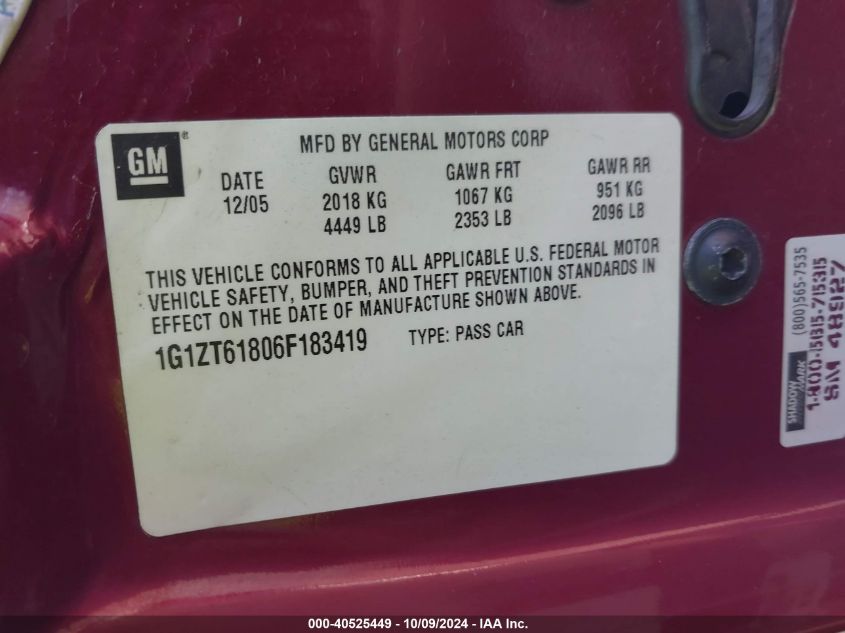 GM
MFD BY GENERAL MOTORS CORP
DATE GVWR GAWR FRT GAWR RR
12/05 2018 KG 1067 KG 951 KG
4449 LB 2353 LB 2096 LB
THIS VEHICLE CONFORMS TO ALL APPLICABLE U.S. FEDERAL MOTOR
VEHICLE SAFETY, BUMPER, AND THEFT PREVENTION STANDARDS IN
EFFECT ON THE DATE OF MANUFACTURE SHOWN ABOVE.
1G1ZT61806F183419 TYPE: PASS CAR
SHADOW
(800)565-7535
SM 48927
000-40525449 - 10/09/2024 - IAA Inc.